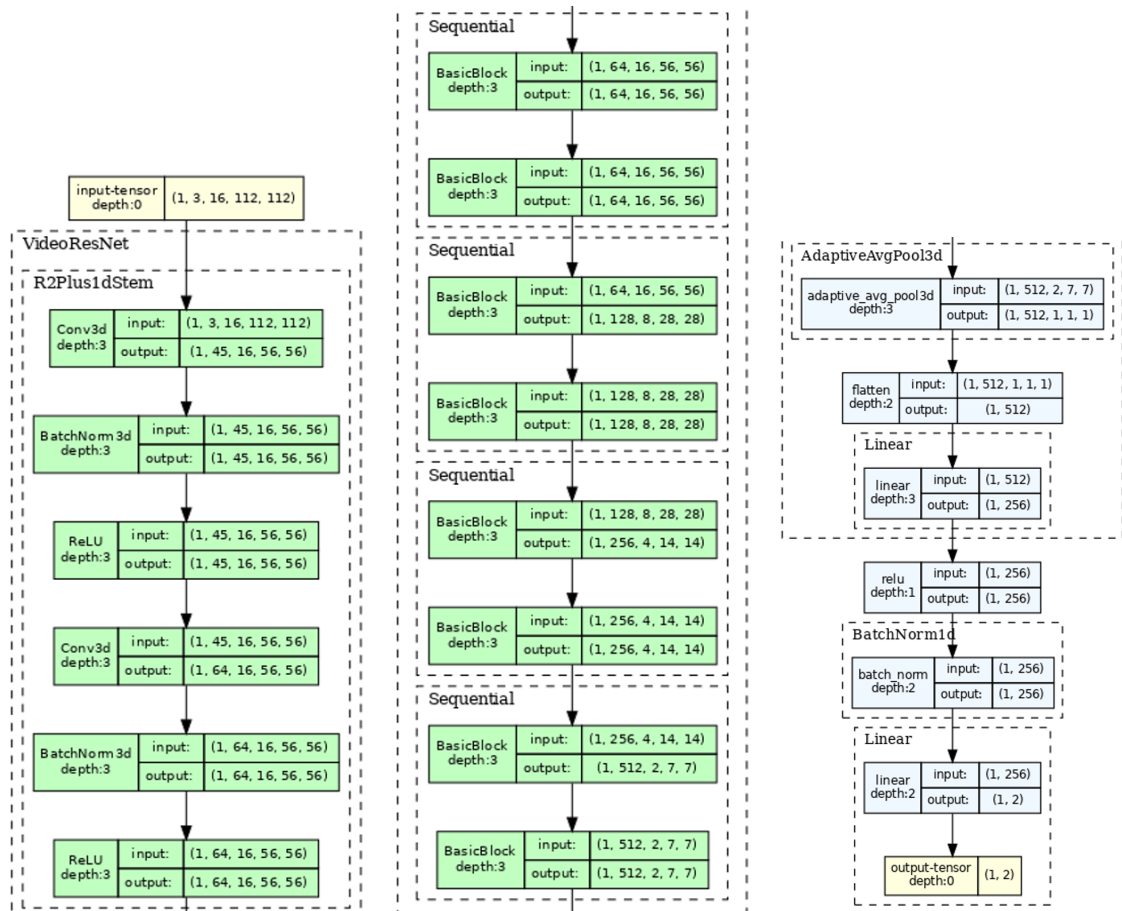 input-tensor
depth:0
(1, 3, 16, 112, 112)
VideoResNet
R2Plus1dStem
Conv3d
depth:3
input:
(1, 3, 16, 112, 112)
output:
(1, 45, 16, 56, 56)
BatchNorm3d
depth:3
input:
(1, 45, 16, 56, 56)
output:
(1, 45, 16, 56, 56)
ReLU
depth:3
input:
(1, 45, 16, 56, 56)
output:
(1, 45, 16, 56, 56)
Conv3d
depth:3
input:
(1, 45, 16, 56, 56)
output:
(1, 64, 16, 56, 56)
BatchNorm3d
depth:3
input:
(1, 64, 16, 56, 56)
output:
(1, 64, 16, 56, 56)
ReLU
depth:3
input:
(1, 64, 16, 56, 56)
output:
(1, 64, 16, 56, 56)
Sequential
BasicBlock
depth:3
input:
(1, 64, 16, 56, 56)
output:
(1, 64, 16, 56, 56)
BasicBlock
depth:3
input:
(1, 64, 16, 56, 56)
output:
(1, 64, 16, 56, 56)
Sequential
BasicBlock
depth:3
input:
(1, 64, 16, 56, 56)
output:
(1, 128, 8, 28, 28)
BasicBlock
depth:3
input:
(1, 128, 8, 28, 28)
output:
(1, 128, 8, 28, 28)
Sequential
BasicBlock
depth:3
input:
(1, 128, 8, 28, 28)
output:
(1, 256, 4, 14, 14)
BasicBlock
depth:3
input:
(1, 256, 4, 14, 14)
output:
(1, 256, 4, 14, 14)
Sequential
BasicBlock
depth:3
input:
(1, 256, 4, 14, 14)
output:
(1, 512, 2, 7, 7)
BasicBlock
depth:3
input:
(1, 512, 2, 7, 7)
output:
(1, 512, 2, 7, 7)
AdaptiveAvgPool3d
adaptive_avg_pool3d
depth:3
input:
(1, 512, 2, 7, 7)
output:
(1, 512, 1, 1, 1)
flatten
depth:2
input:
(1, 512, 1, 1, 1)
output:
(1, 512)
Linear
linear
depth:3
input:
(1, 512)
output:
(1, 256)
relu
depth:1
input:
(1, 256)
output:
(1, 256)
BatchNorm1d
batch_norm
depth:2
input:
(1, 256)
output:
(1, 256)
Linear
linear
depth:2
input:
(1, 256)
output:
(1, 2)
output-tensor
depth:0
(1, 2)